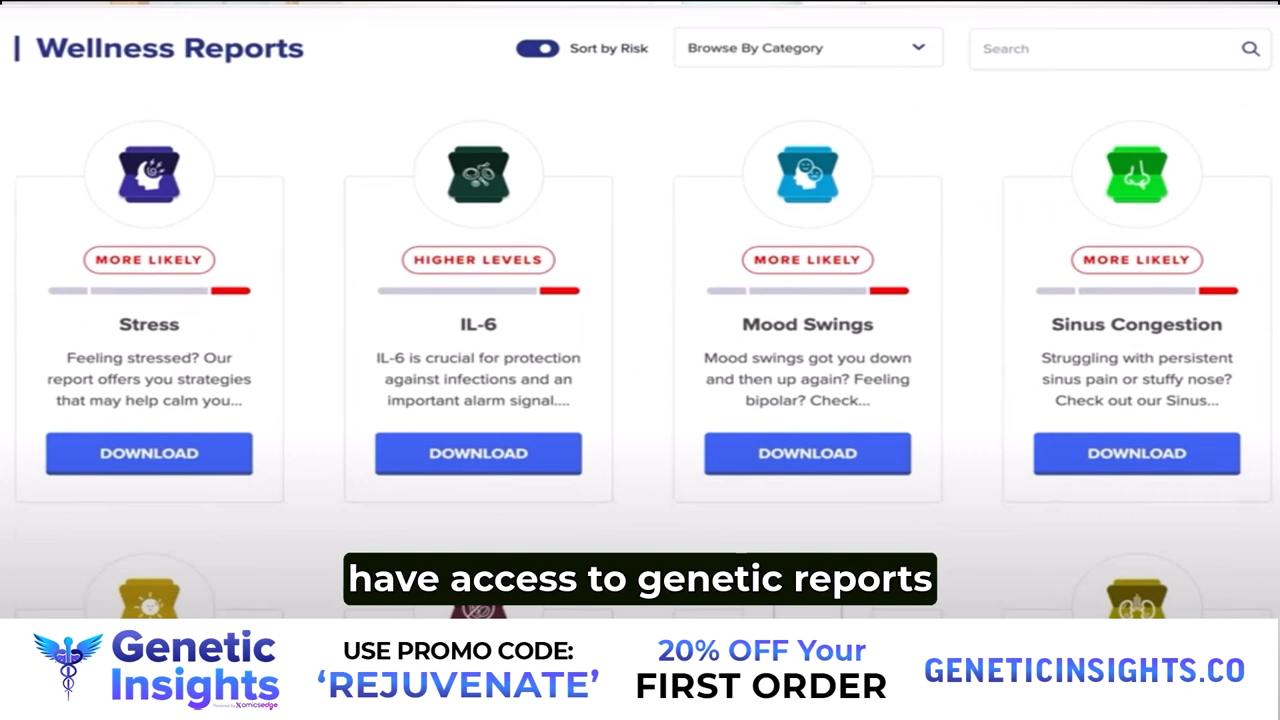 Wellness Reports
Sort by Risk
Browse By Category
Search
MORE LIKELY
Stress
Feeling stressed? Our
report offers you strategies
that may help calm you...
DOWNLOAD
HIGHER LEVELS
IL-6
IL-6 is crucial for protection
against infections and an
important alarm signal....
DOWNLOAD
MORE LIKELY
Mood Swings
Mood swings got you down
and then up again? Feeling
bipolar? Check...
DOWNLOAD
MORE LIKELY
Sinus Congestion
Struggling with persistent
sinus pain or stuffy nose?
Check out our Sinus...
DOWNLOAD
have access to genetic reports
Genetic
Insights
Powered by Xomicsedge
USE PROMO CODE:
‘REJUVENATE’
20% OFF Your
FIRST ORDER
GENETICINSIGHTS.CO